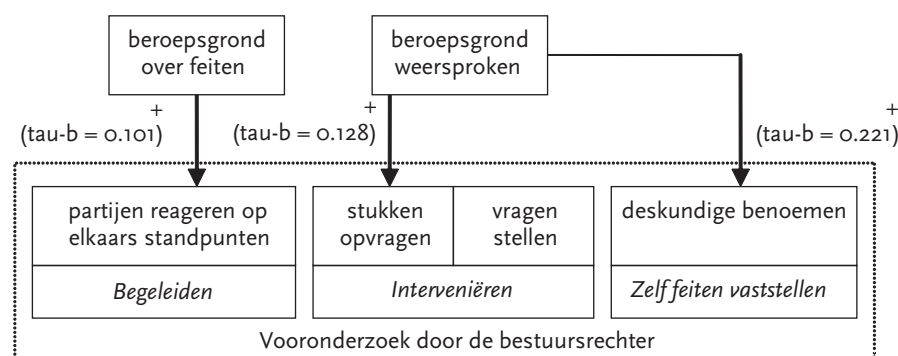 beroepsgrond
over feiten
beroepsgrond
weersproken
+
(tau-b = 0.101)
+
(tau-b = 0.128)
+
(tau-b = 0.221)
partijen reageren op
elkaars standpunten
Begeleiden
stukken
opvragen
vragen
stellen
Interveniëren
deskundige benoemen
Zelf feiten vaststellen
Vooronderzoek door de bestuursrechter